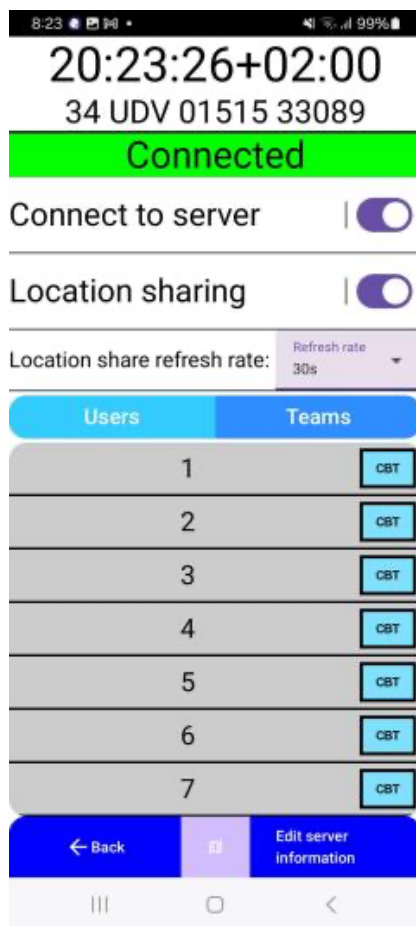 8:23 99%
20:23:26+02:00
34 UDV 01515 33089
Connected
Connect to server
Location sharing
Location share refresh rate:
Refresh rate
30s
Users Teams
1 CBT
2 CBT
3 CBT
4 CBT
5 CBT
6 CBT
7 CBT
Back
Edit server
information